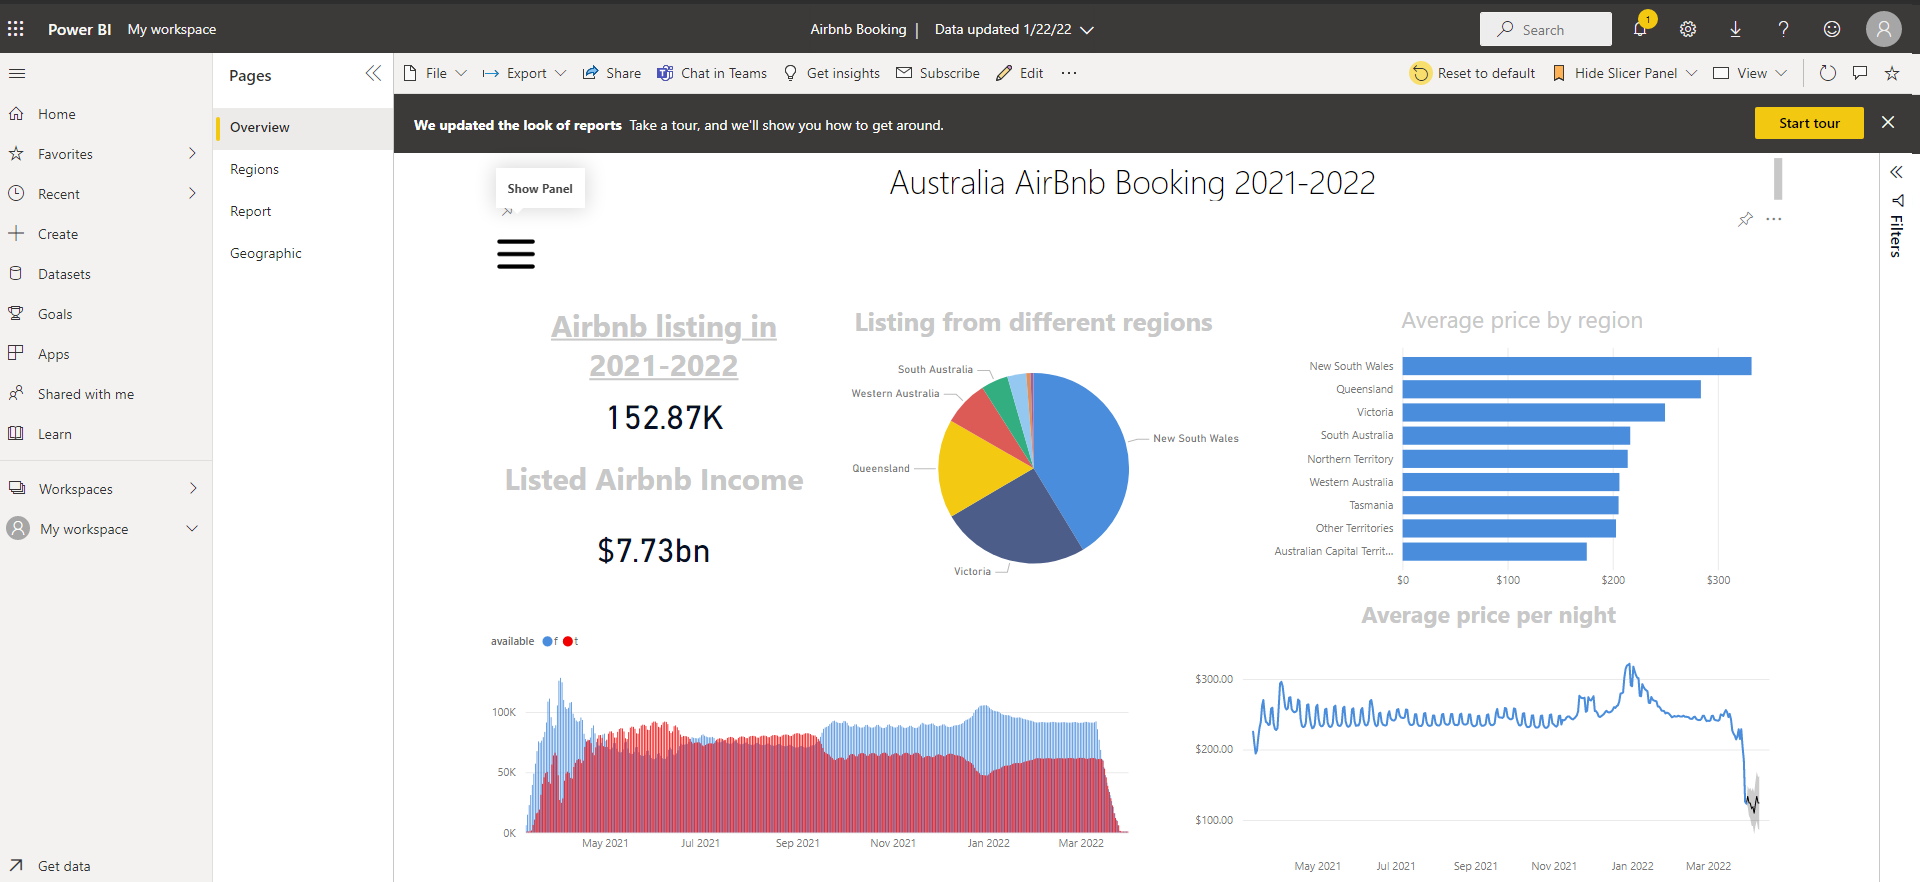 Power BI My workspace
Airbnb Booking | Data updated 1/22/22
Search
1
Home
Favorites
Recent
Create
Datasets
Goals
Apps
Shared with me
Learn
Workspaces
My workspace
Get data
Pages
Overview
Regions
Report
Geographic
File Export Share Chat in Teams Get insights Subscribe Edit ...
Reset to default Hide Slicer Panel View
We updated the look of reports Take a tour, and we'll show you how to get around.
Start tour
Show Panel
Australia AirBnb Booking 2021-2022
Filters
Airbnb listing in
2021-2022
152.87K
Listed Airbnb Income
$7.73bn
Listing from different regions
South Australia
Western Australia
Queensland
Victoria
New South Wales
Average price by region
New South Wales
Queensland
Victoria
South Australia
Northern Territory
Western Australia
Tasmania
Other Territories
Australian Capital Territ...
$0 $100 $200 $300
available f t
100K
50K
0K
May 2021 Jul 2021 Sep 2021 Nov 2021 Jan 2022 Mar 2022
Average price per night
$300.00
$200.00
$100.00
May 2021 Jul 2021 Sep 2021 Nov 2021 Jan 2022 Mar 2022